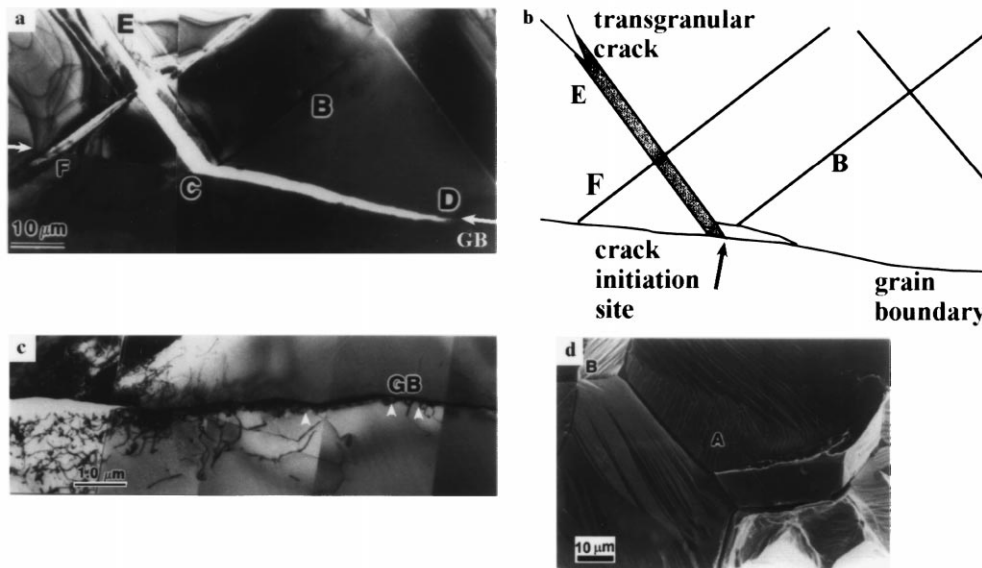 a
E
B
F
C
D
10 μm
GB
b
transgranular
crack
E
B
F
crack
initiation
site
grain
boundary
c
GB
1.0 μm
d
B
A
10 μm